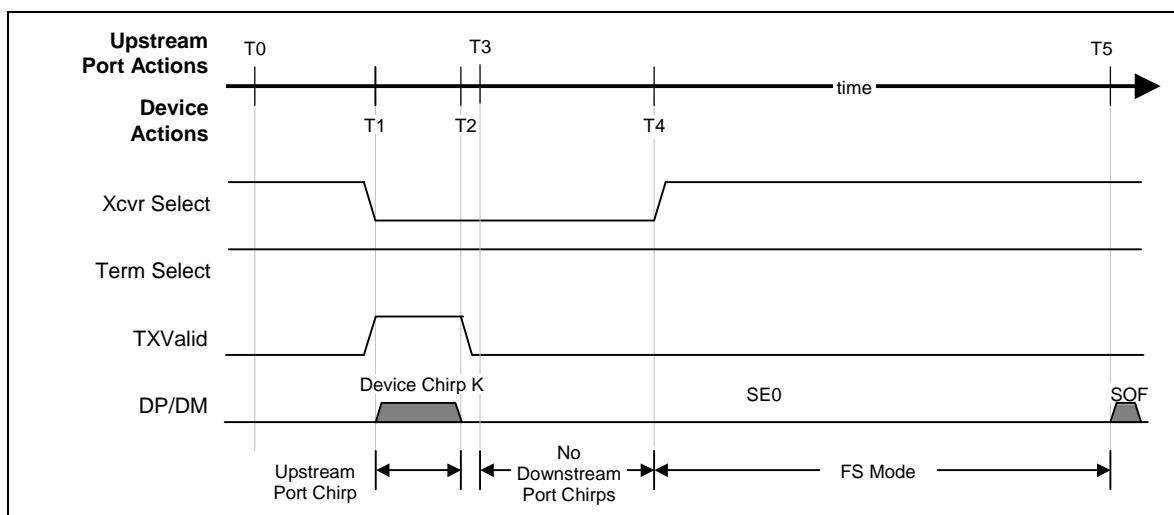 Upstream
Port Actions
T0
T3
T5
time
Device
Actions
T1
T2
T4
Xcvr Select
Term Select
TXValid
Device Chirp K
DP/DM
SE0
SOF
Upstream
Port Chirp
No
Downstream
Port Chirps
FS Mode